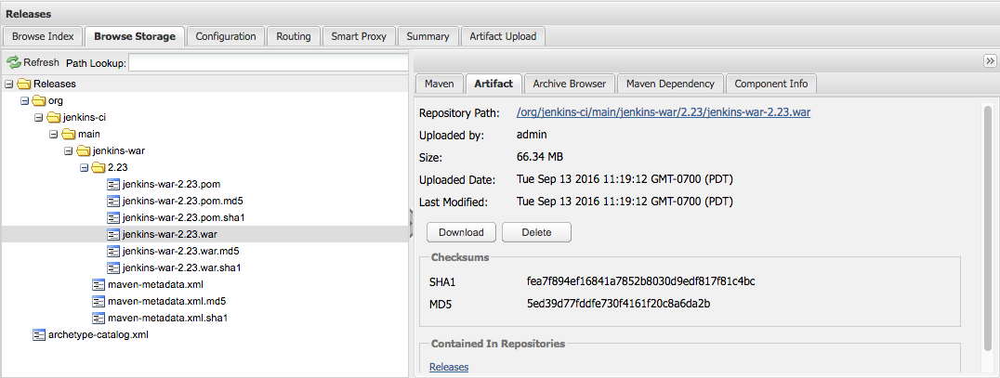 Releases
Browse Index Browse Storage Configuration Routing Smart Proxy Summary Artifact Upload
Refresh Path Lookup:
Releases
org
jenkins-ci
main
jenkins-war
2.23
jenkins-war-2.23.pom
jenkins-war-2.23.pom.md5
jenkins-war-2.23.pom.sha1
jenkins-war-2.23.war
jenkins-war-2.23.war.md5
jenkins-war-2.23.war.sha1
maven-metadata.xml
maven-metadata.xml.md5
maven-metadata.xml.sha1
archetype-catalog.xml
Maven Artifact Archive Browser Maven Dependency Component Info
Repository Path: /org/jenkins-ci/main/jenkins-war/2.23/jenkins-war-2.23.war
Uploaded by: admin
Size: 66.34 MB
Uploaded Date: Tue Sep 13 2016 11:19:12 GMT-0700 (PDT)
Last Modified: Tue Sep 13 2016 11:19:12 GMT-0700 (PDT)
Download Delete
Checksums
SHA1 fea7f894ef16841a7852b8030d9edf817f81c4bc
MD5 5ed39d77fddfe730f4161f20c8a6da2b
Contained In Repositories
Releases